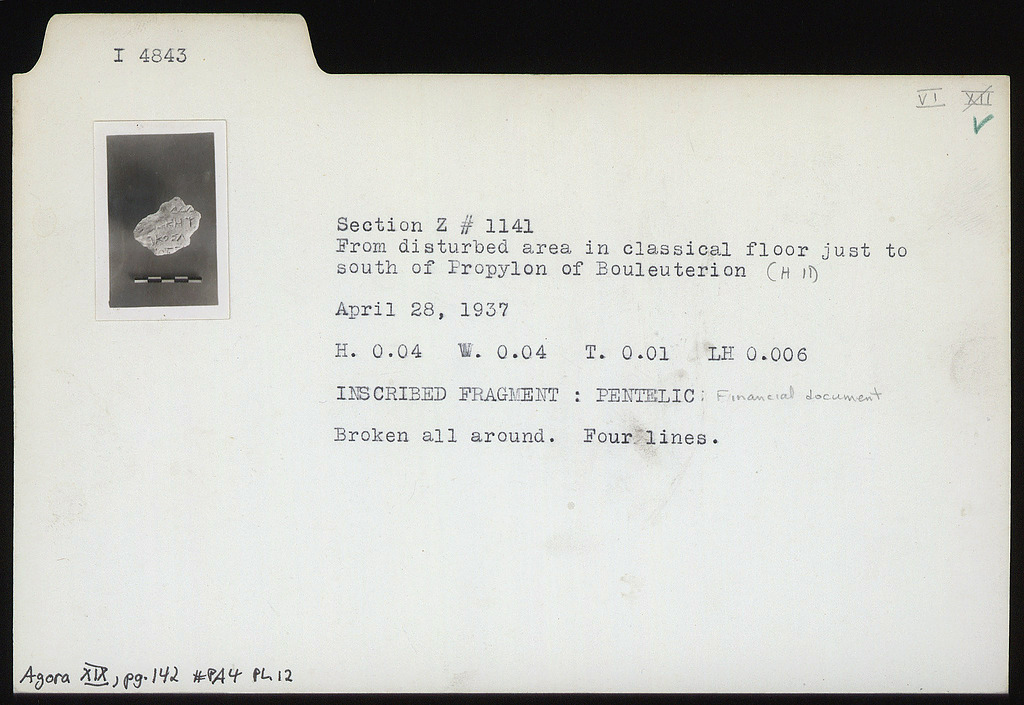 I 4843
VI XII
Section Z # 1141
From disturbed area in classical floor just to
south of Propylon of Bouleuterion (H 11)
April 28, 1937
H. 0.04 W. 0.04 T. 0.01 LH 0.006
INSCRIBED FRAGMENT : PENTELIC: Financial document
Broken all around. Four lines.
Agora XIX, pg. 142 #PA4 Pl. 12